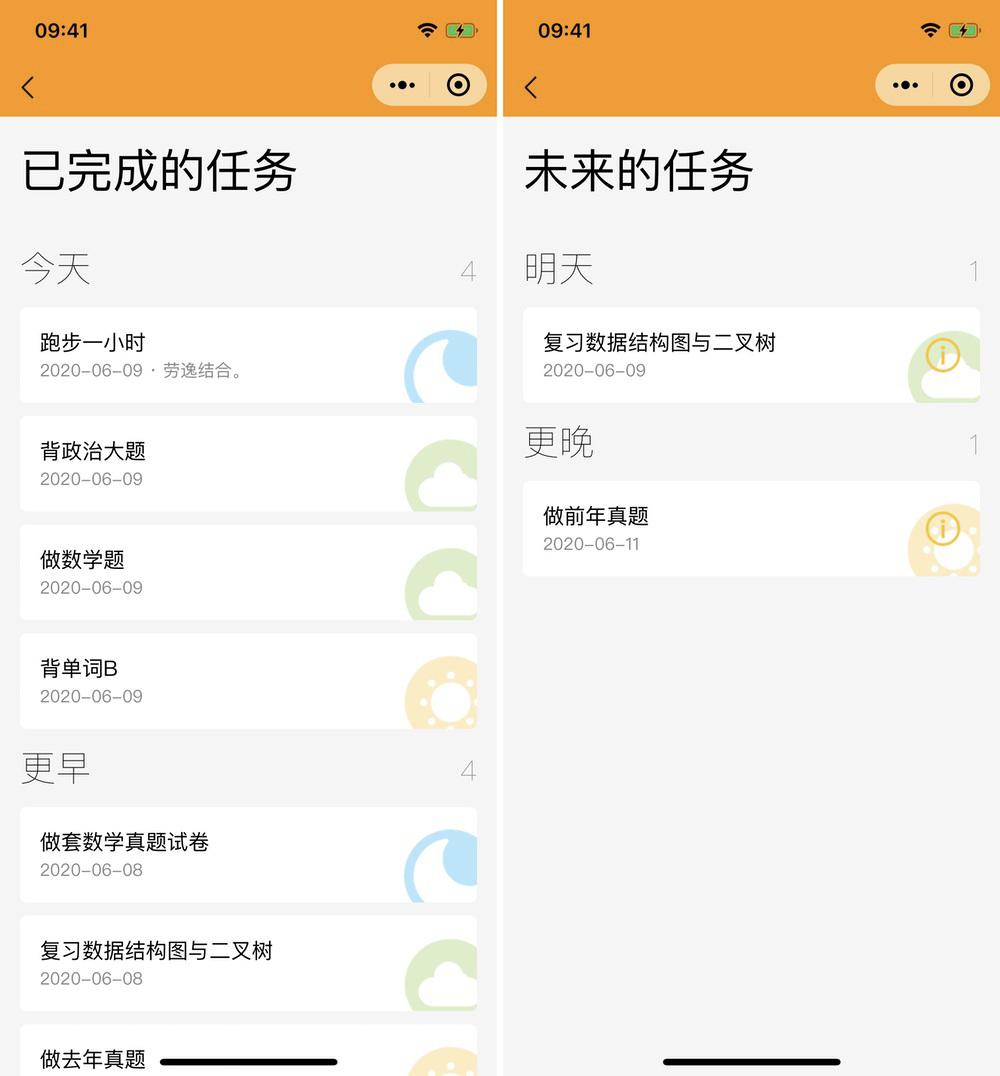 09:41
已完成的任务
今天
4
跑步一小时
2020-06-09 · 劳逸结合。
背政治大题
2020-06-09
做数学题
2020-06-09
背单词B
2020-06-09
更早
4
做套数学真题试卷
2020-06-08
复习数据结构图与二叉树
2020-06-08
做去年真题
09:41
未来的任务
明天
1
复习数据结构图与二叉树
2020-06-09
更晚
1
做前年真题
2020-06-11